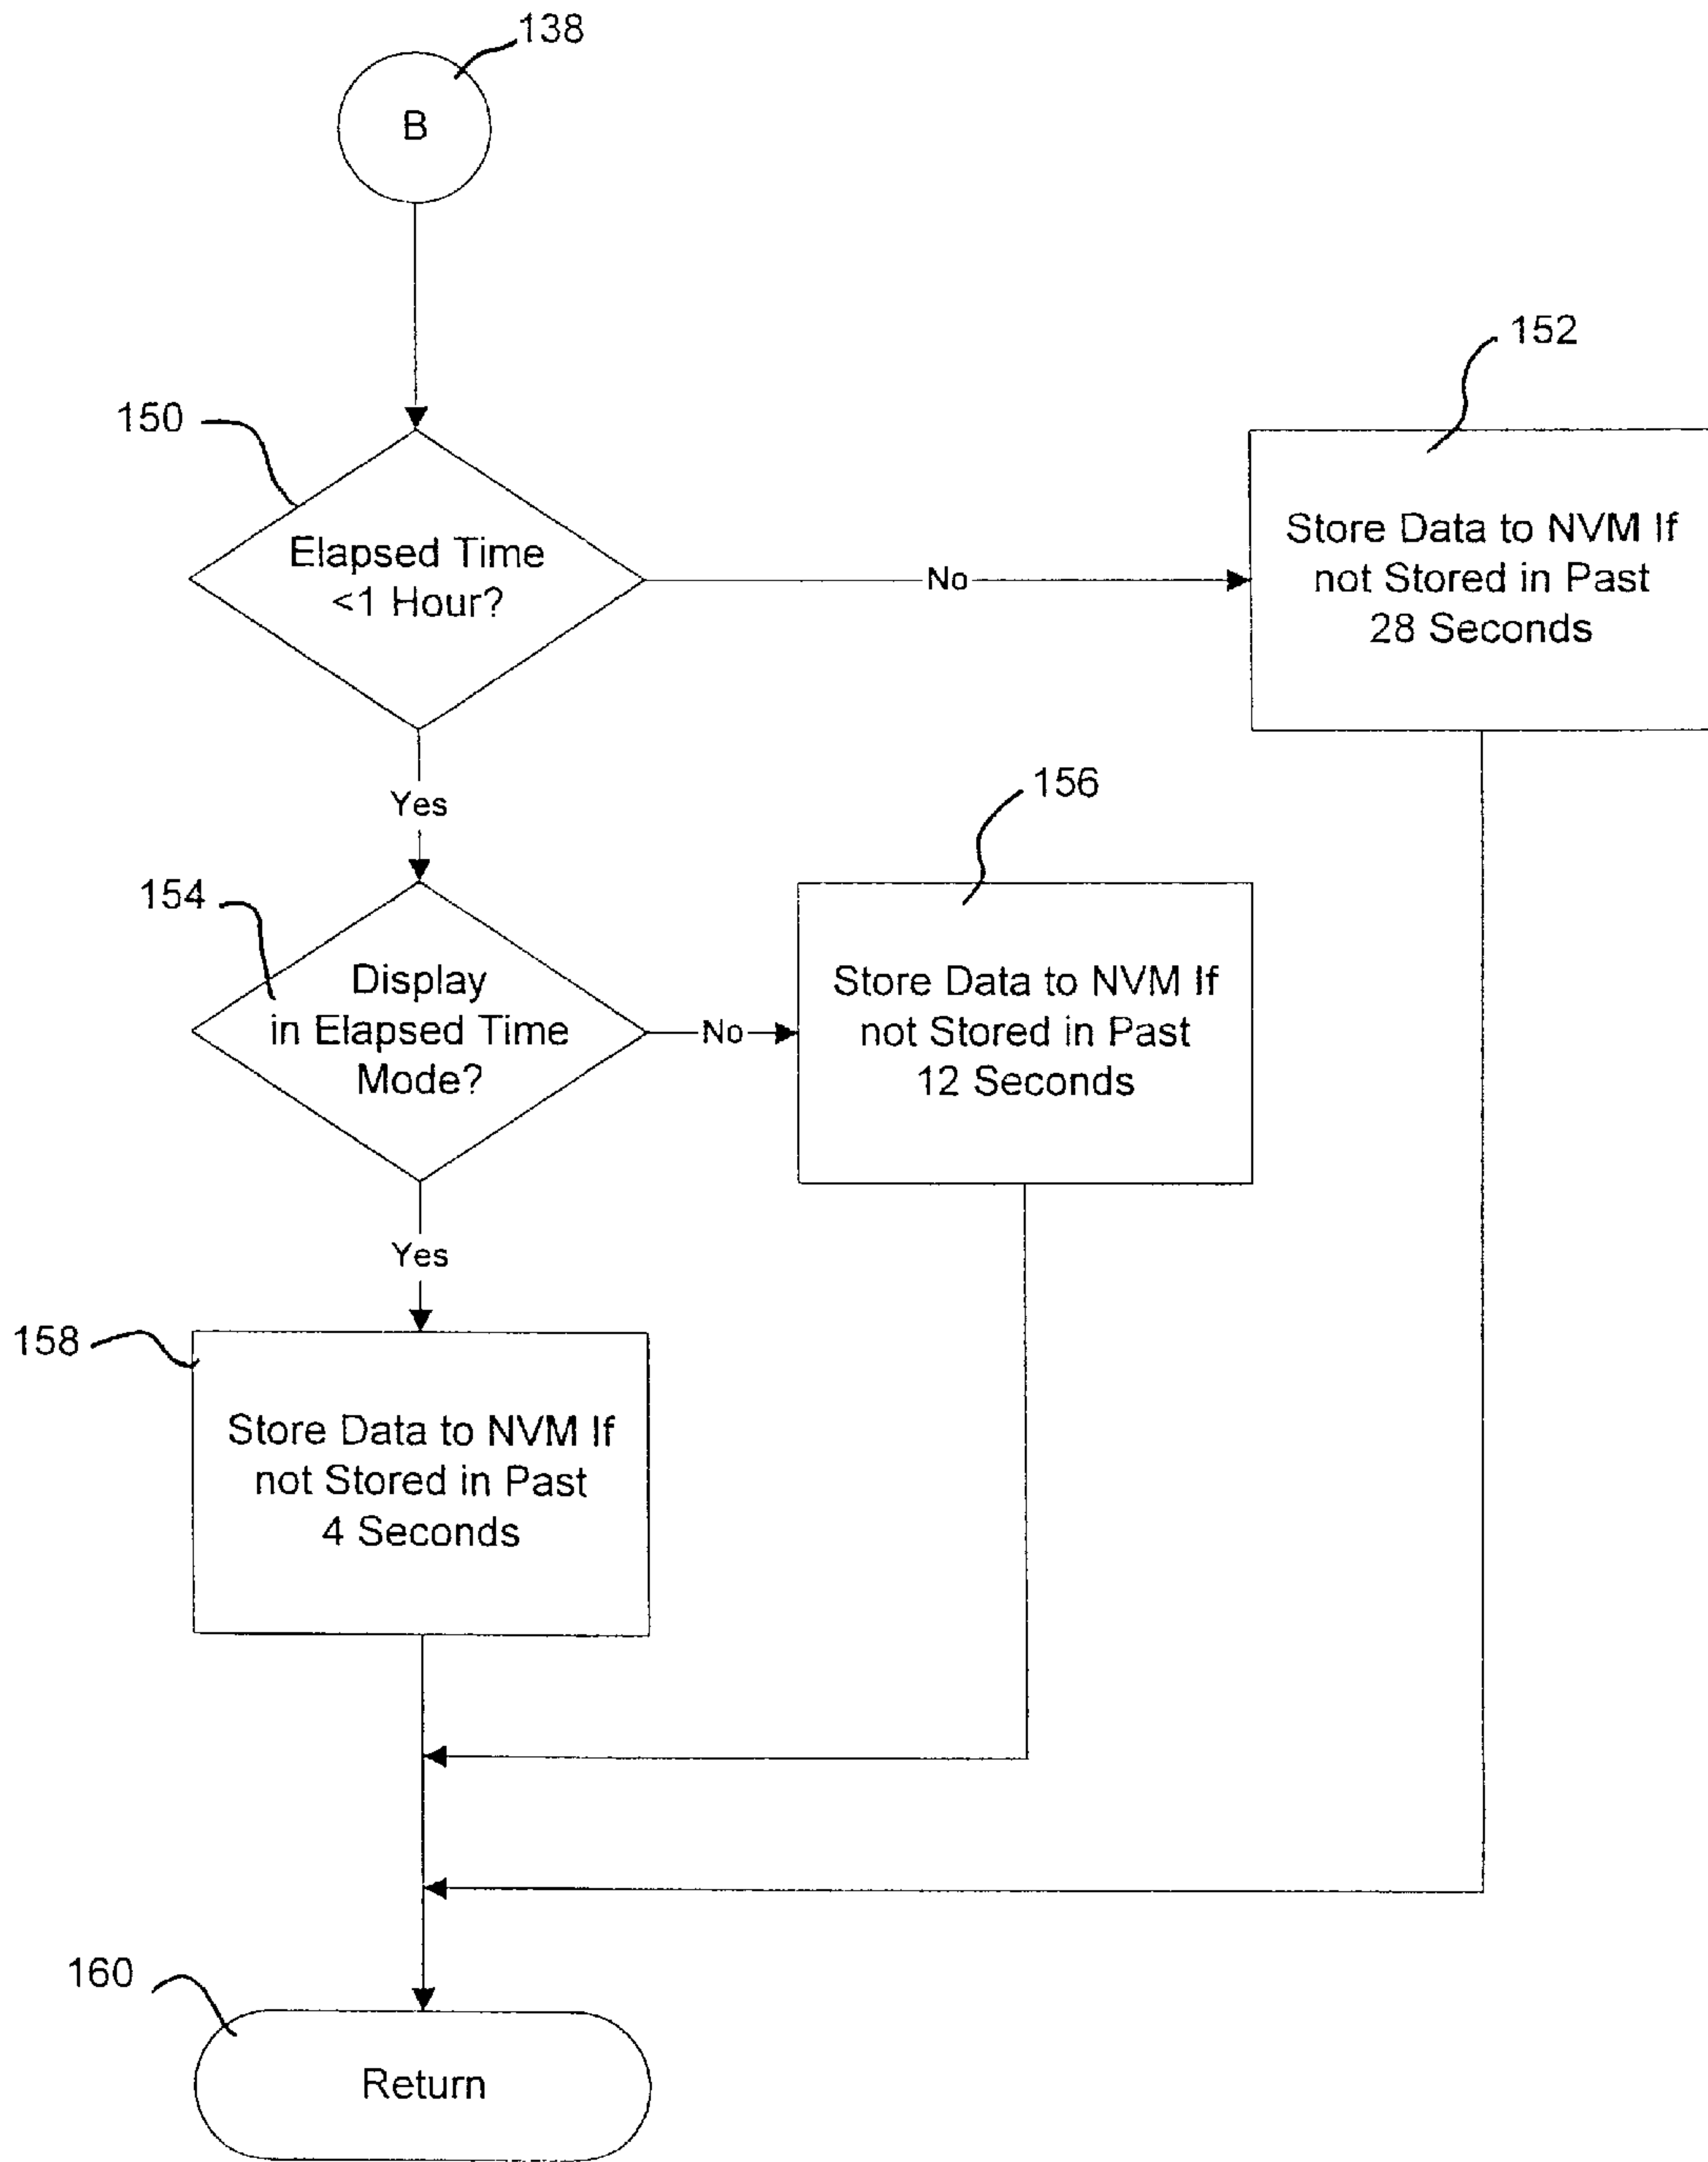 138
B
152
150
Elapsed Time
<1 Hour?
No
Store Data to NVM If
not Stored in Past
28 Seconds
Yes
156
154
Display
in Elapsed Time
Mode?
No
Store Data to NVM If
not Stored in Past
12 Seconds
Yes
158
Store Data to NVM If
not Stored in Past
4 Seconds
160
Return